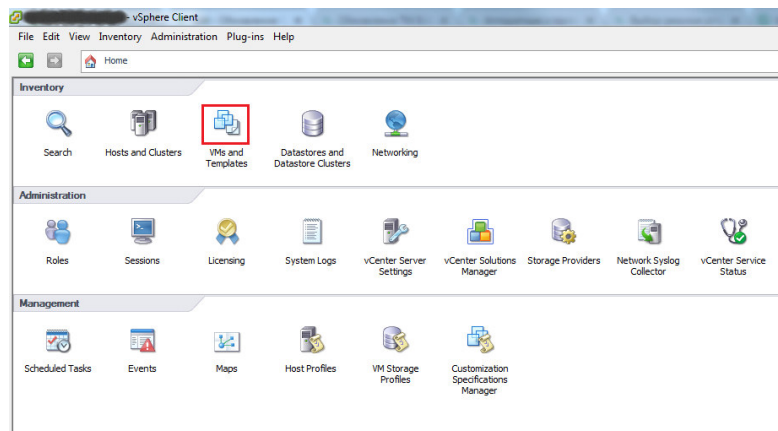 - vSphere Client
File Edit View Inventory Administration Plug-ins Help
Home
Inventory
Search
Hosts and Clusters
VMs and
Templates
Datastores and
Datastore Clusters
Networking
Administration
Roles
Sessions
Licensing
System Logs
vCenter Server
Settings
vCenter Solutions
Manager
Storage Providers
Network Syslog
Collector
vCenter Service
Status
Management
Scheduled Tasks
Events
Maps
Host Profiles
VM Storage
Profiles
Customization
Specifications
Manager